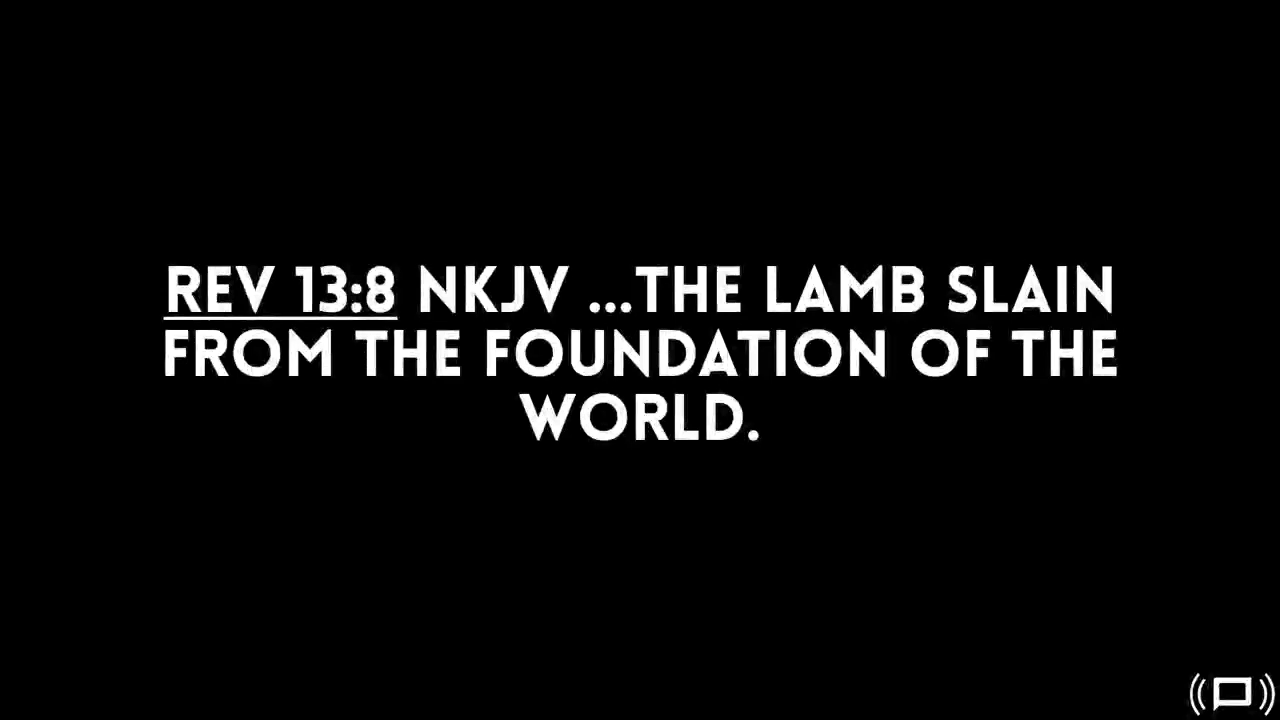 REV 13:8 NKJV ...THE LAMB SLAIN
FROM THE FOUNDATION OF THE
WORLD.